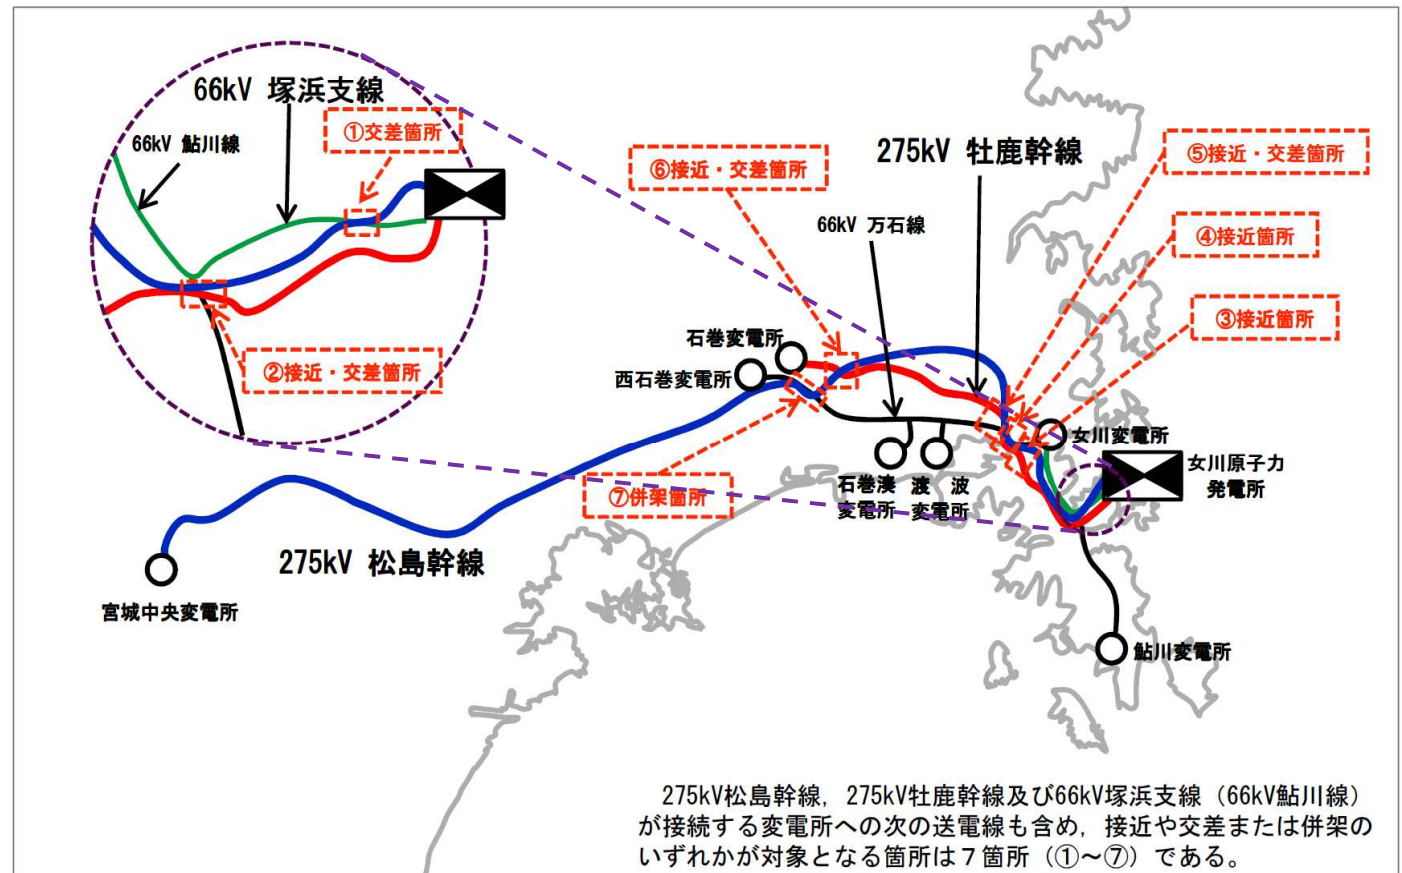 66kV 塚浜支線
66kV 鮎川線
①交差箇所
②接近・交差箇所
⑥接近・交差箇所
275kV 牡鹿幹線
⑤接近・交差箇所
66kV 万石線
④接近箇所
③接近箇所
石巻変電所
西石巻変電所
女川変電所
女川原子力
発電所
⑦併架箇所
石巻湊
変電所
渡 波
変電所
275kV 松島幹線
宮城中央変電所
鮎川変電所
275kV松島幹線，275kV牡鹿幹線及び66kV塚浜支線（66kV鮎川線）
が接続する変電所への次の送電線も含め，接近や交差または併架の
いずれかが対象となる箇所は７箇所（①～⑦）である。